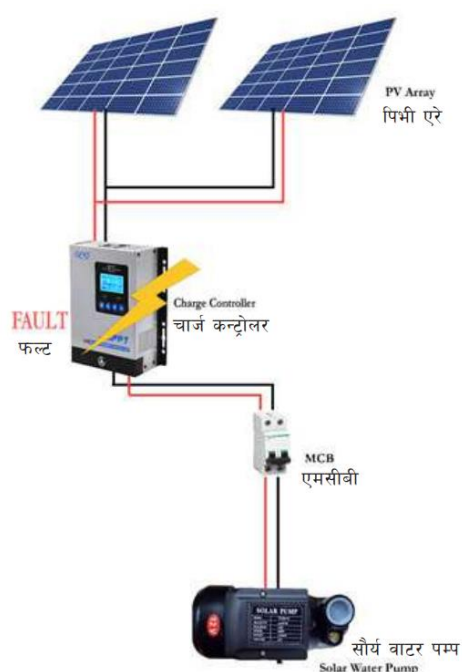 PV Array
पिभी एरे
Charge Controller
चार्ज कन्ट्रोलर
FAULT
फल्ट
MCB
एमसीबी
SOLAR PUMP
सौर्य वाटर पम्प
Solar Water Pump